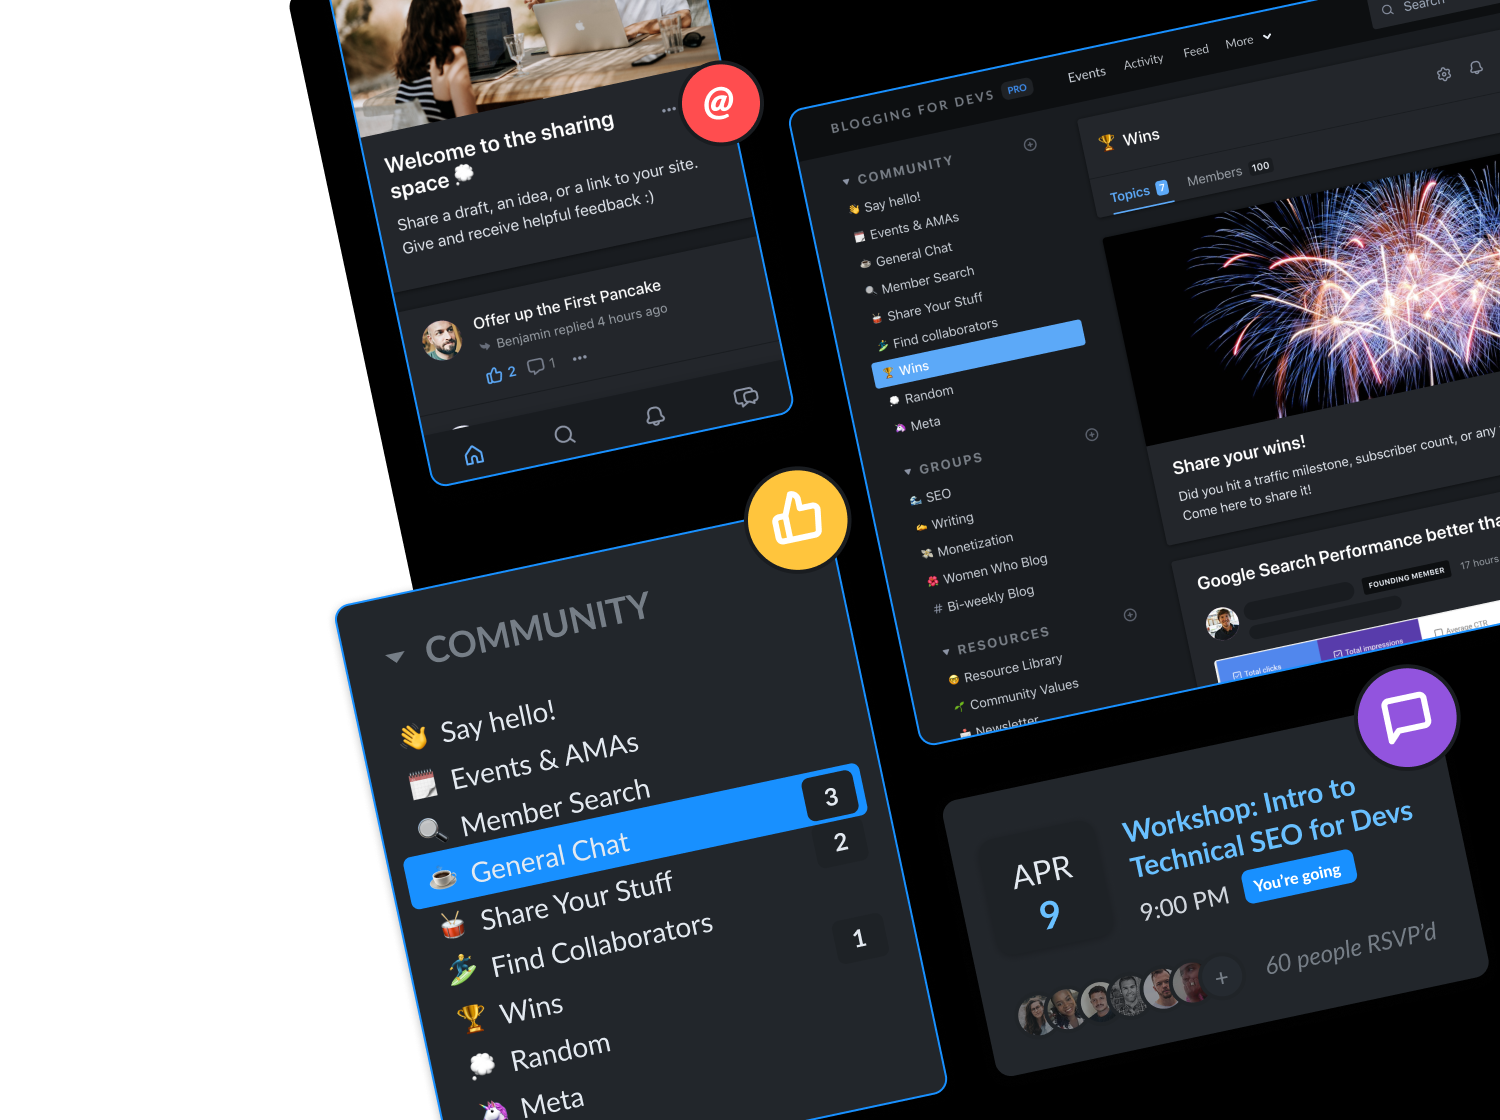 @
Welcome to the sharing
space
Share a draft, an idea, or a link to your site.
Give and receive helpful feedback :)
Offer up the First Pancake
Benjamin replied 4 hours ago
2
1
BLOGGING FOR DEVS PRO
Events
Activity
Feed
More
Search
COMMUNITY
Say hello!
Events & AMAs
General Chat
Member Search
Share Your Stuff
Find collaborators
Wins
Random
Meta
GROUPS
SEO
Writing
Monetization
Women Who Blog
# Bi-weekly Blog
RESOURCES
Resource Library
Community Values
Newsletter
Wins
Topics 7
Members 100
Share your wins!
Did you hit a traffic milestone, subscriber count, or any
Come here to share it!
Google Search Performance better tha
FOUNDING MEMBER
17 hours
Total clicks
Total impressions
Average CTR
COMMUNITY
Say hello!
Events & AMAs
Member Search
General Chat 3
Share Your Stuff 2
Find Collaborators 1
Wins
Random
Meta
APR
9
Workshop: Intro to
Technical SEO for Devs
9:00 PM You're going
+
60 people RSVP'd